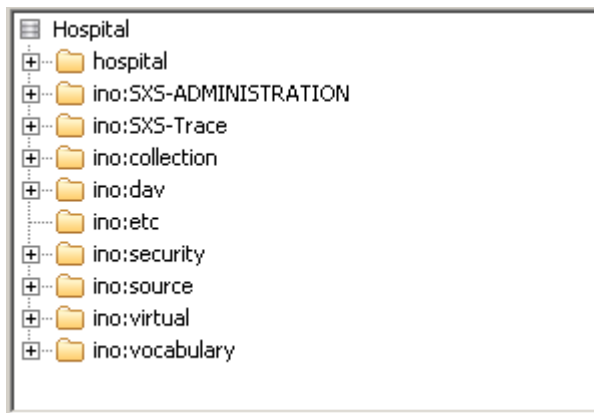 Hospital
hospital
ino:SXS-ADMINISTRATION
ino:SXS-Trace
ino:collection
ino:dav
ino:etc
ino:security
ino:source
ino:virtual
ino:vocabulary